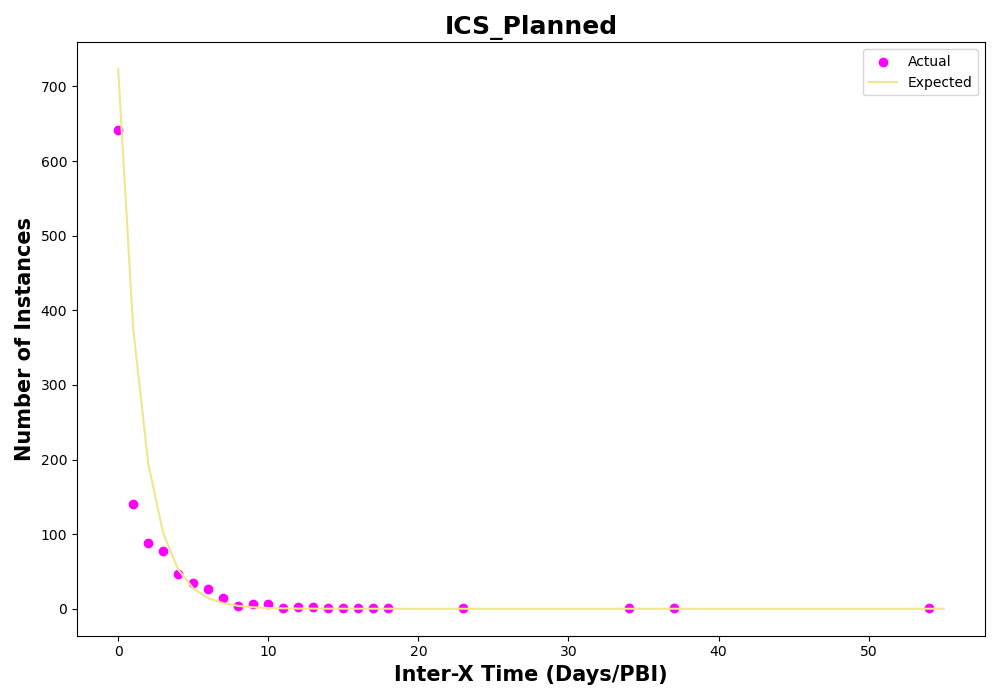 ICS_Planned
Actual
Expected
Number of Instances
700
600
500
400
300
200
100
0
0 10 20 30 40 50
Inter-X Time (Days/PBI)